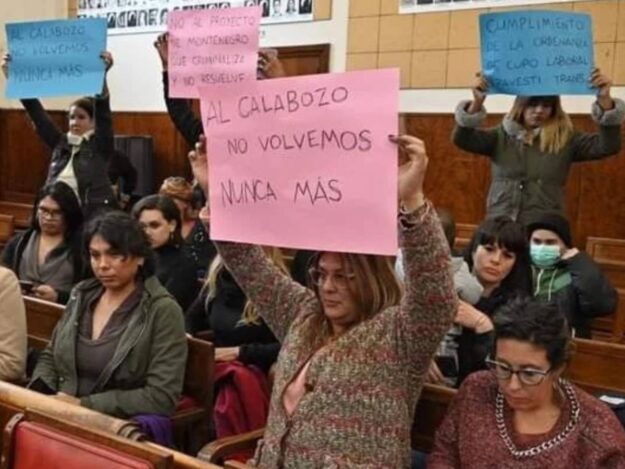 AL CALABOZO
NO VOLVEMOS
NUNCA MÁS
NO AL PROYECTO
DE MONTENEGRO
QUE CRIMINALIZA
Y NO RESUELVE
CUMPLIMIENTO
DE LA ORDENANZA
DE CUPO LABORAL
TRAVESTI TRANS
AL CALABOZO
NO VOLVEMOS
NUNCA MÁS